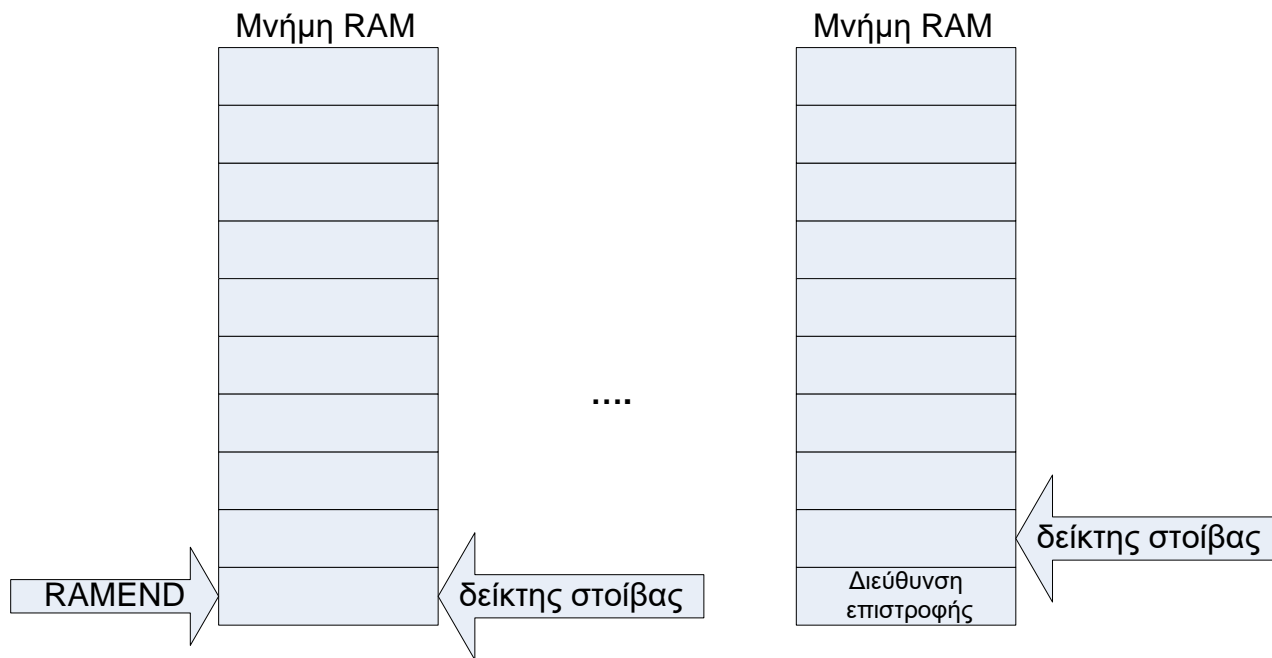 Μνήμη RAM
Μνήμη RAM
....
δείκτης στοίβας
RAMEND
δείκτης στοίβας
Διεύθυνση
επιστροφής